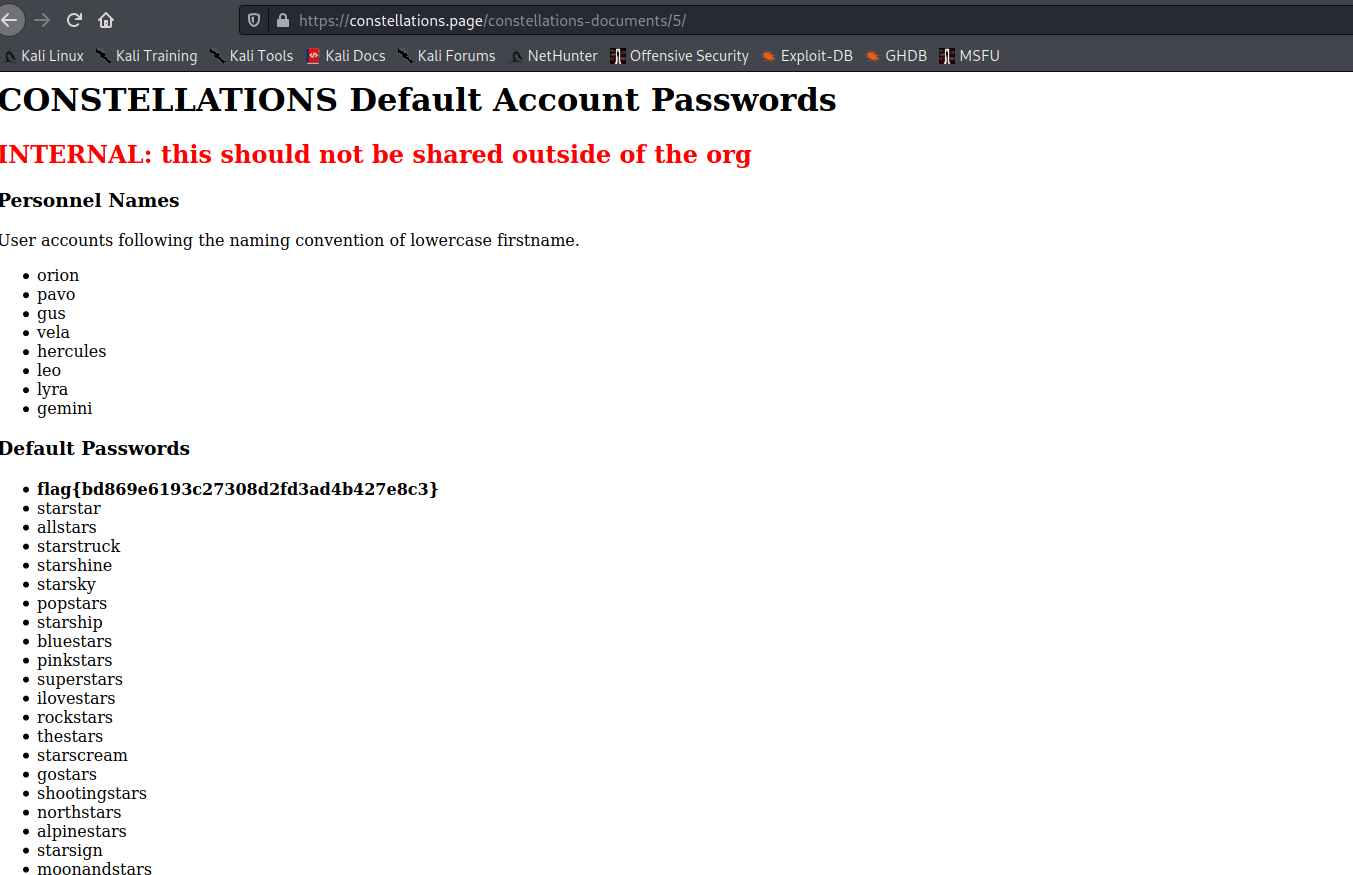 https://constellations.page/constellations-documents/5/
Kali Linux Kali Training Kali Tools Kali Docs Kali Forums NetHunter Offensive Security Exploit-DB GHDB MSFU
CONSTELLATIONS Default Account Passwords
INTERNAL: this should not be shared outside of the org
Personnel Names
User accounts following the naming convention of lowercase firstname.
orion
pavo
gus
vela
hercules
leo
lyra
gemini
Default Passwords
flag{bd869e6193c27308d2fd3ad4b427e8c3}
starstar
allstars
starstruck
starshine
starsky
popstars
starship
bluestars
pinkstars
superstars
ilovestars
rockstars
thestars
starscream
gostars
shootingstars
northstars
alpinestars
starsign
moonandstars